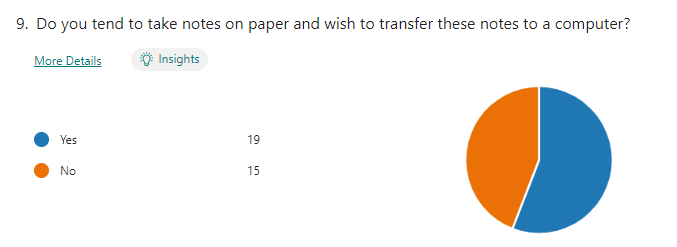 9. Do you tend to take notes on paper and wish to transfer these notes to a computer?
More Details Insights
Yes 19
No 15